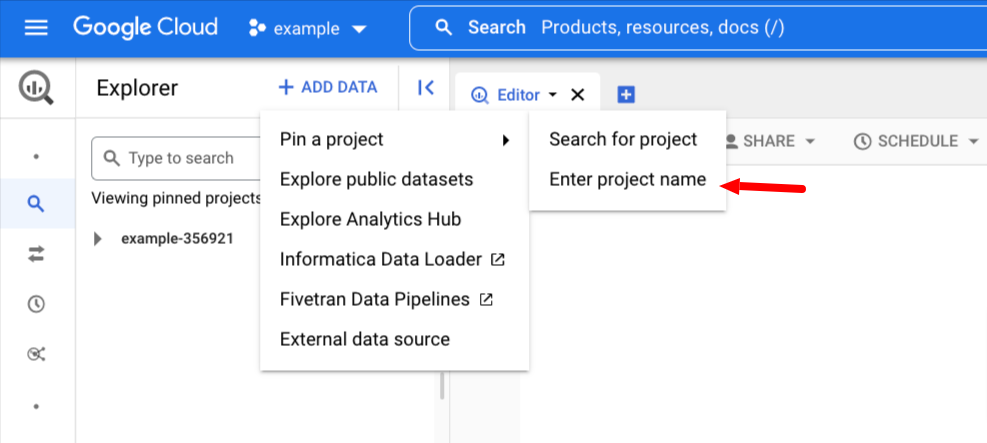 Google Cloud example Search Products, resources, docs (/)
Explorer + ADD DATA Editor
Pin a project Search for project SHARE SCHEDULE
Type to search
Explore public datasets Enter project name
Viewing pinned projects
Explore Analytics Hub
example-356921
Informatica Data Loader
Fivetran Data Pipelines
External data source